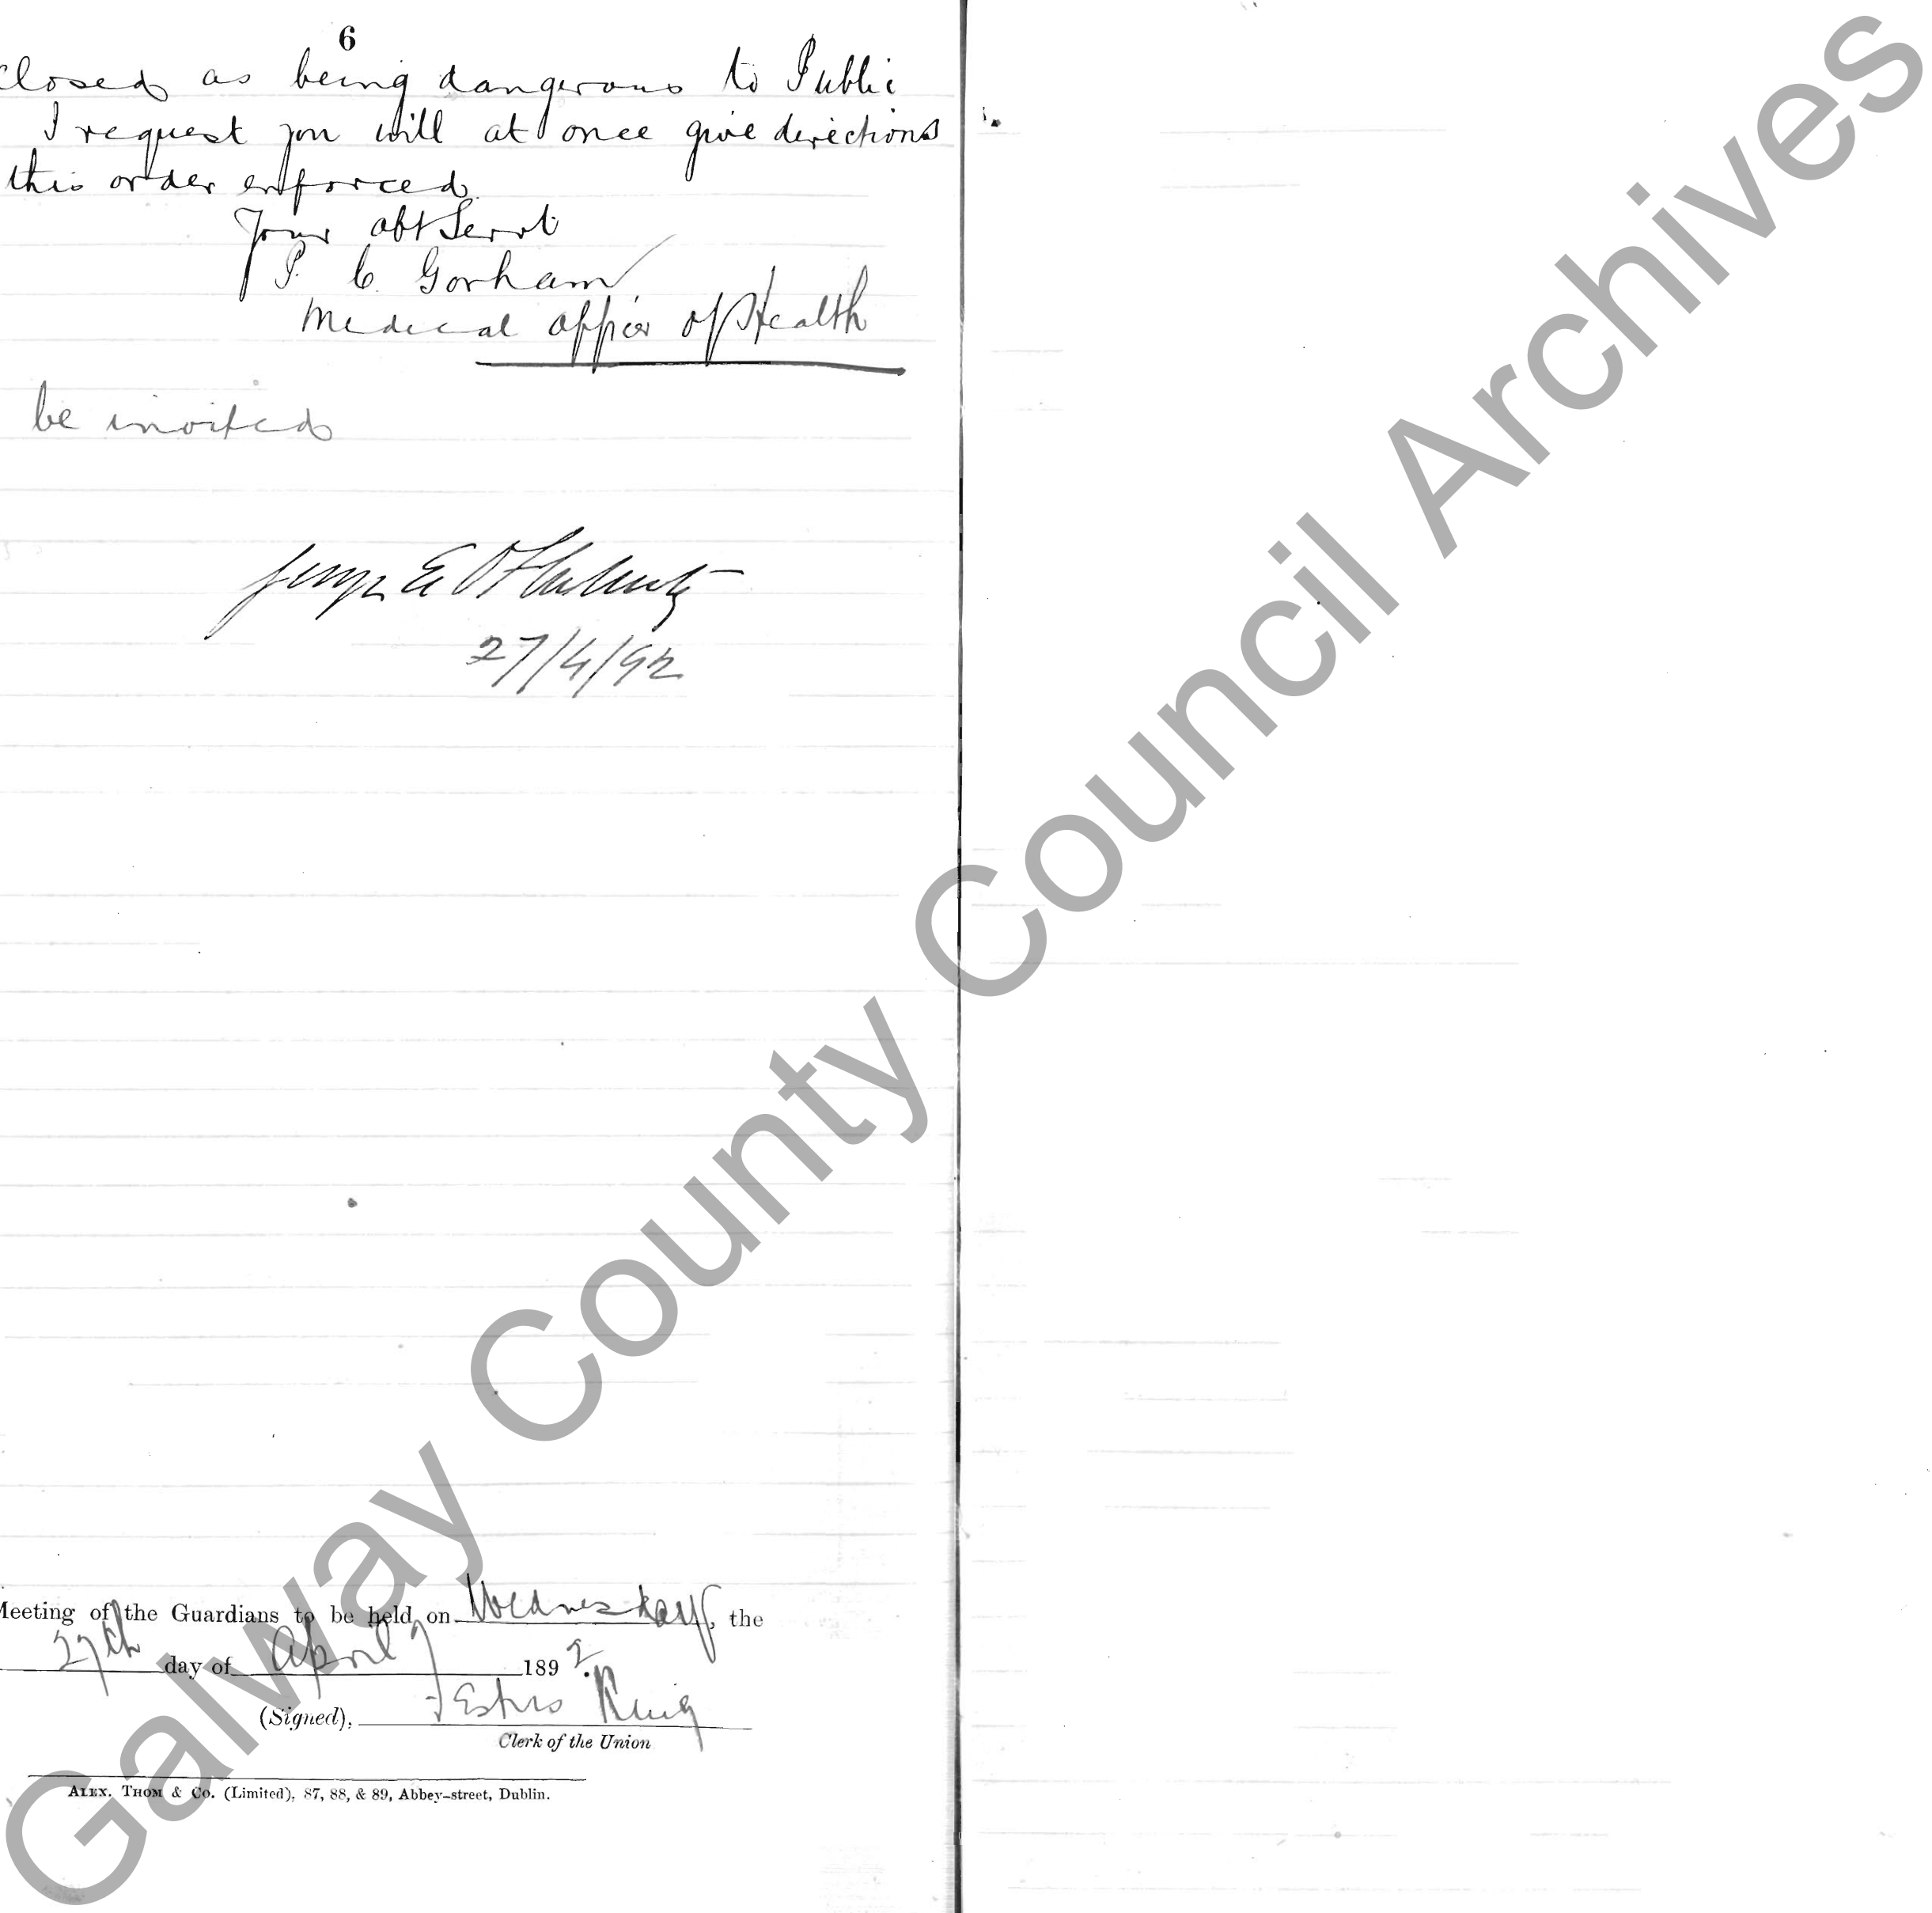 6
closed as being dangerous to Public
I request you will at once give directions
this order enforced.
Your obt Servt
P. C. Gorham
Medical Officer of Health
be invited
George E O'Flaherty
27/4/92
Meeting of the Guardians to be held on Wednesday, the
27th day of April 1892.
(Signed), King
Clerk of the Union
ALEX. THOM & Co. (Limited), 87, 88, & 89, Abbey-street, Dublin.
Galway County Council Archives